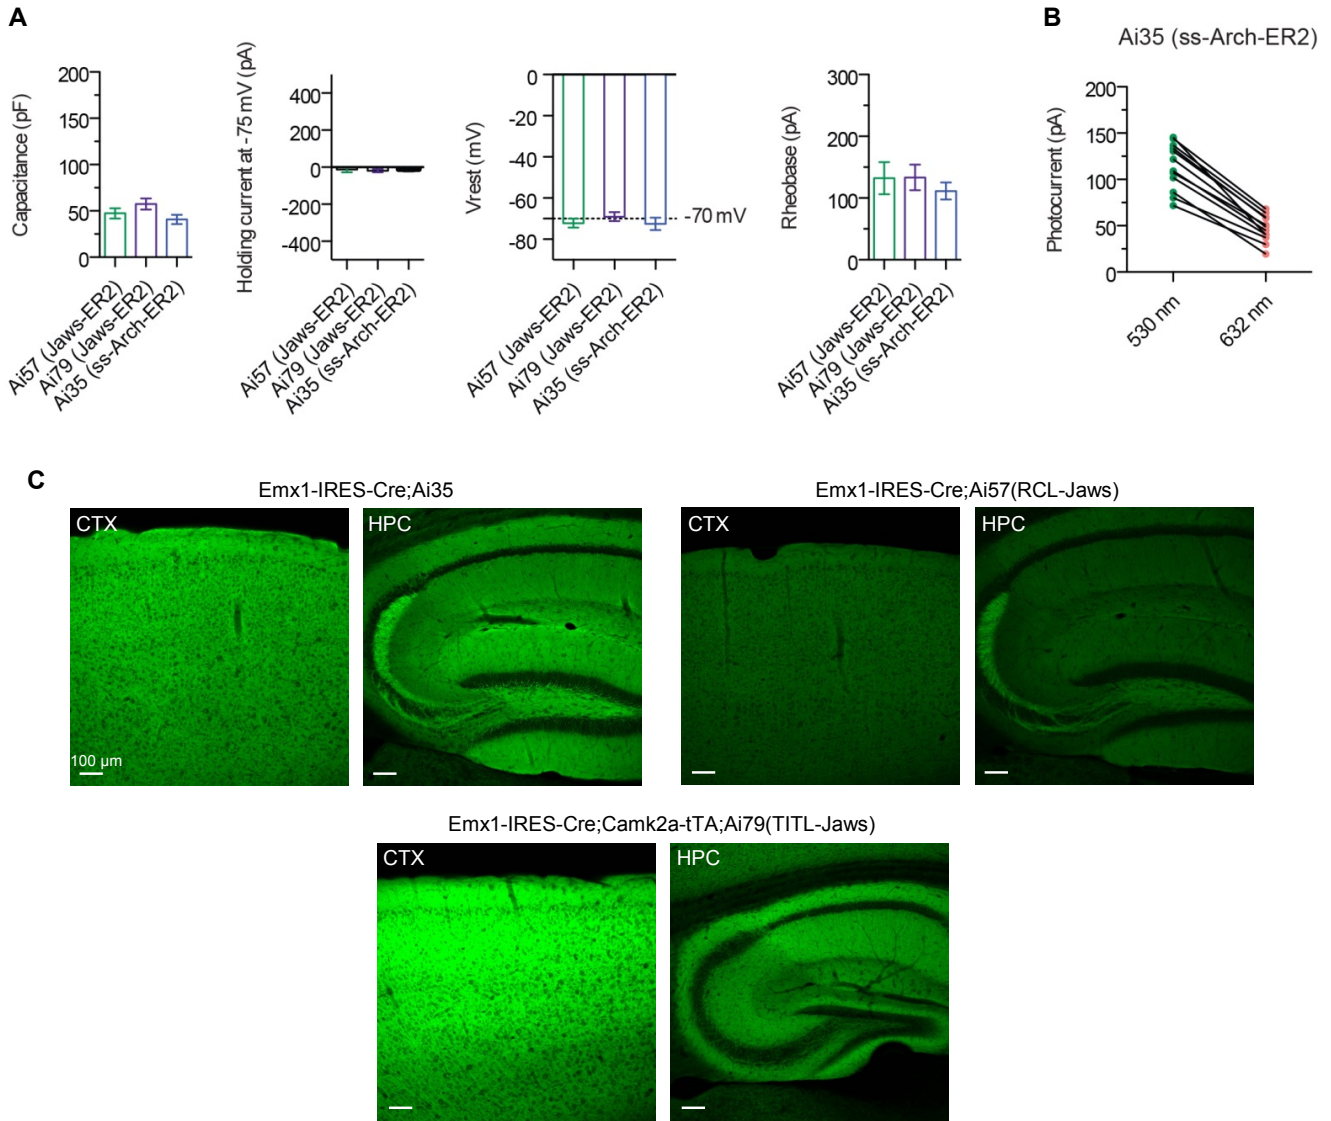 A
Capacitance (pF)
200
150
100
50
0
Ai57 (Jaws-ER2)
Ai79 (Jaws-ER2)
Ai35 (ss-Arch-ER2)
Holding current at -75 mV (pA)
400
200
0
-200
-400
Ai57 (Jaws-ER2)
Ai79 (Jaws-ER2)
Ai35 (ss-Arch-ER2)
Vrest (mV)
0
-20
-40
-60
-80
-70 mV
Ai57 (Jaws-ER2)
Ai79 (Jaws-ER2)
Ai35 (ss-Arch-ER2)
Rheobase (pA)
300
200
100
0
Ai57 (Jaws-ER2)
Ai79 (Jaws-ER2)
Ai35 (ss-Arch-ER2)
B
Ai35 (ss-Arch-ER2)
Photocurrent (pA)
200
150
100
50
0
530 nm
632 nm
C
Emx1-IRES-Cre;Ai35
CTX
100 µm
HPC
Emx1-IRES-Cre;Ai57(RCL-Jaws)
CTX
HPC
Emx1-IRES-Cre;Camk2a-tTA;Ai79(TITL-Jaws)
CTX
HPC